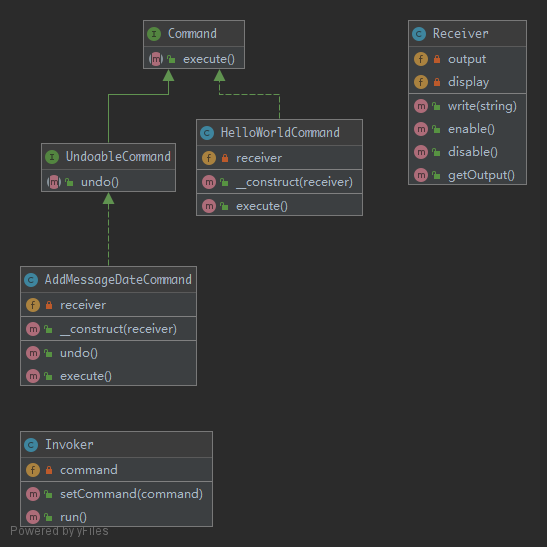 Command
execute()
Receiver
output
display
write(string)
enable()
disable()
getOutput()
HelloWorldCommand
receiver
__construct(receiver)
execute()
UndoableCommand
undo()
AddMessageDateCommand
receiver
__construct(receiver)
undo()
execute()
Invoker
command
setCommand(command)
run()
Powered by yFiles